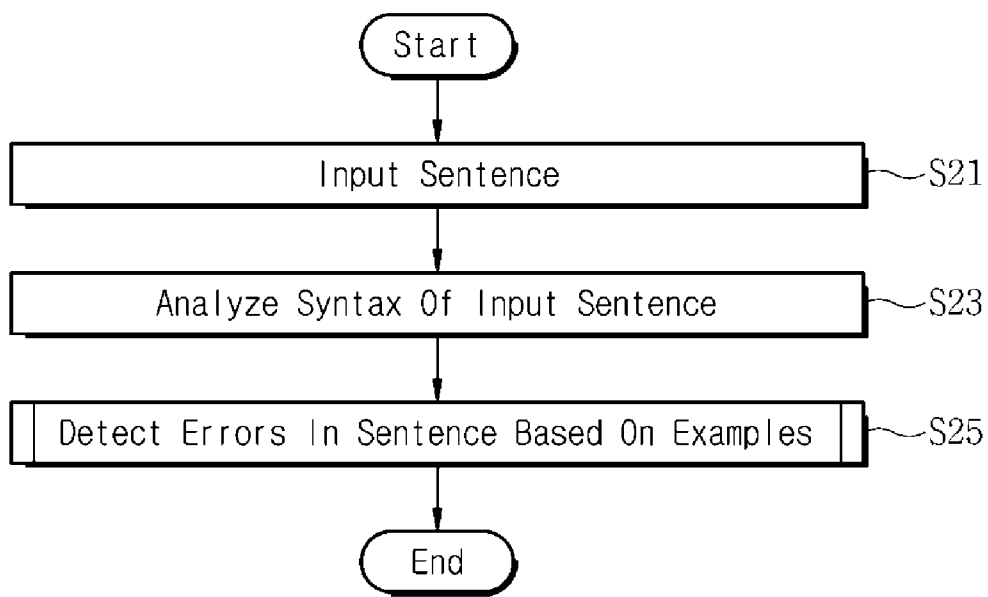 Start
Input Sentence
S21
Analyze Syntax Of Input Sentence
S23
Detect Errors In Sentence Based On Examples
S25
End